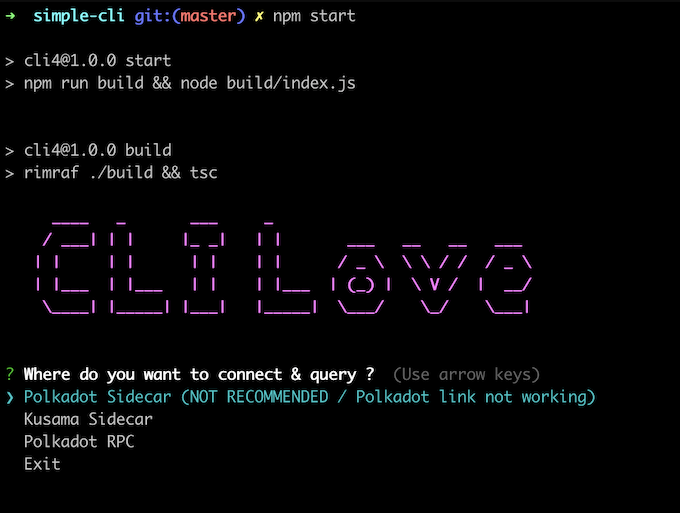 ➜ simple-cli git:(master) ✗ npm start
> cli4@1.0.0 start
> npm run build && node build/index.js
> cli4@1.0.0 build
> rimraf ./build && tsc
CLI Love
? Where do you want to connect & query ? (Use arrow keys)
❯ Polkadot Sidecar (NOT RECOMMENDED / Polkadot link not working)
Kusama Sidecar
Polkadot RPC
Exit